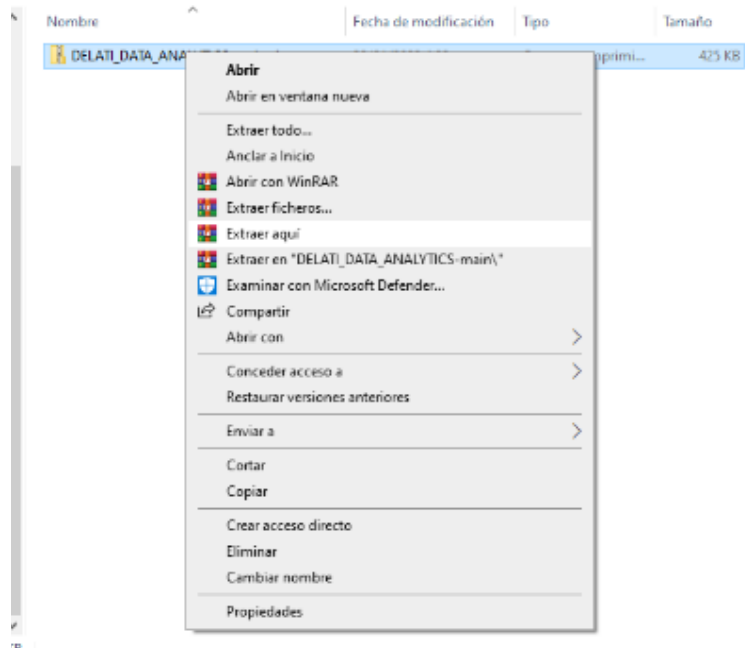 Nombre Fecha de modificación Tipo Tamaño
DELATI_DATA_ANA 425 KB
Abrir
Abrir en ventana nueva
Extraer todo...
Anclar a Inicio
Abrir con WinRAR
Extraer ficheros...
Extraer aquí
Extraer en "DELATI_DATA_ANALYTICS-main\"
Examinar con Microsoft Defender...
Compartir
Abrir con
Conceder acceso a
Restaurar versiones anteriores
Enviar a
Cortar
Copiar
Crear acceso directo
Eliminar
Cambiar nombre
Propiedades